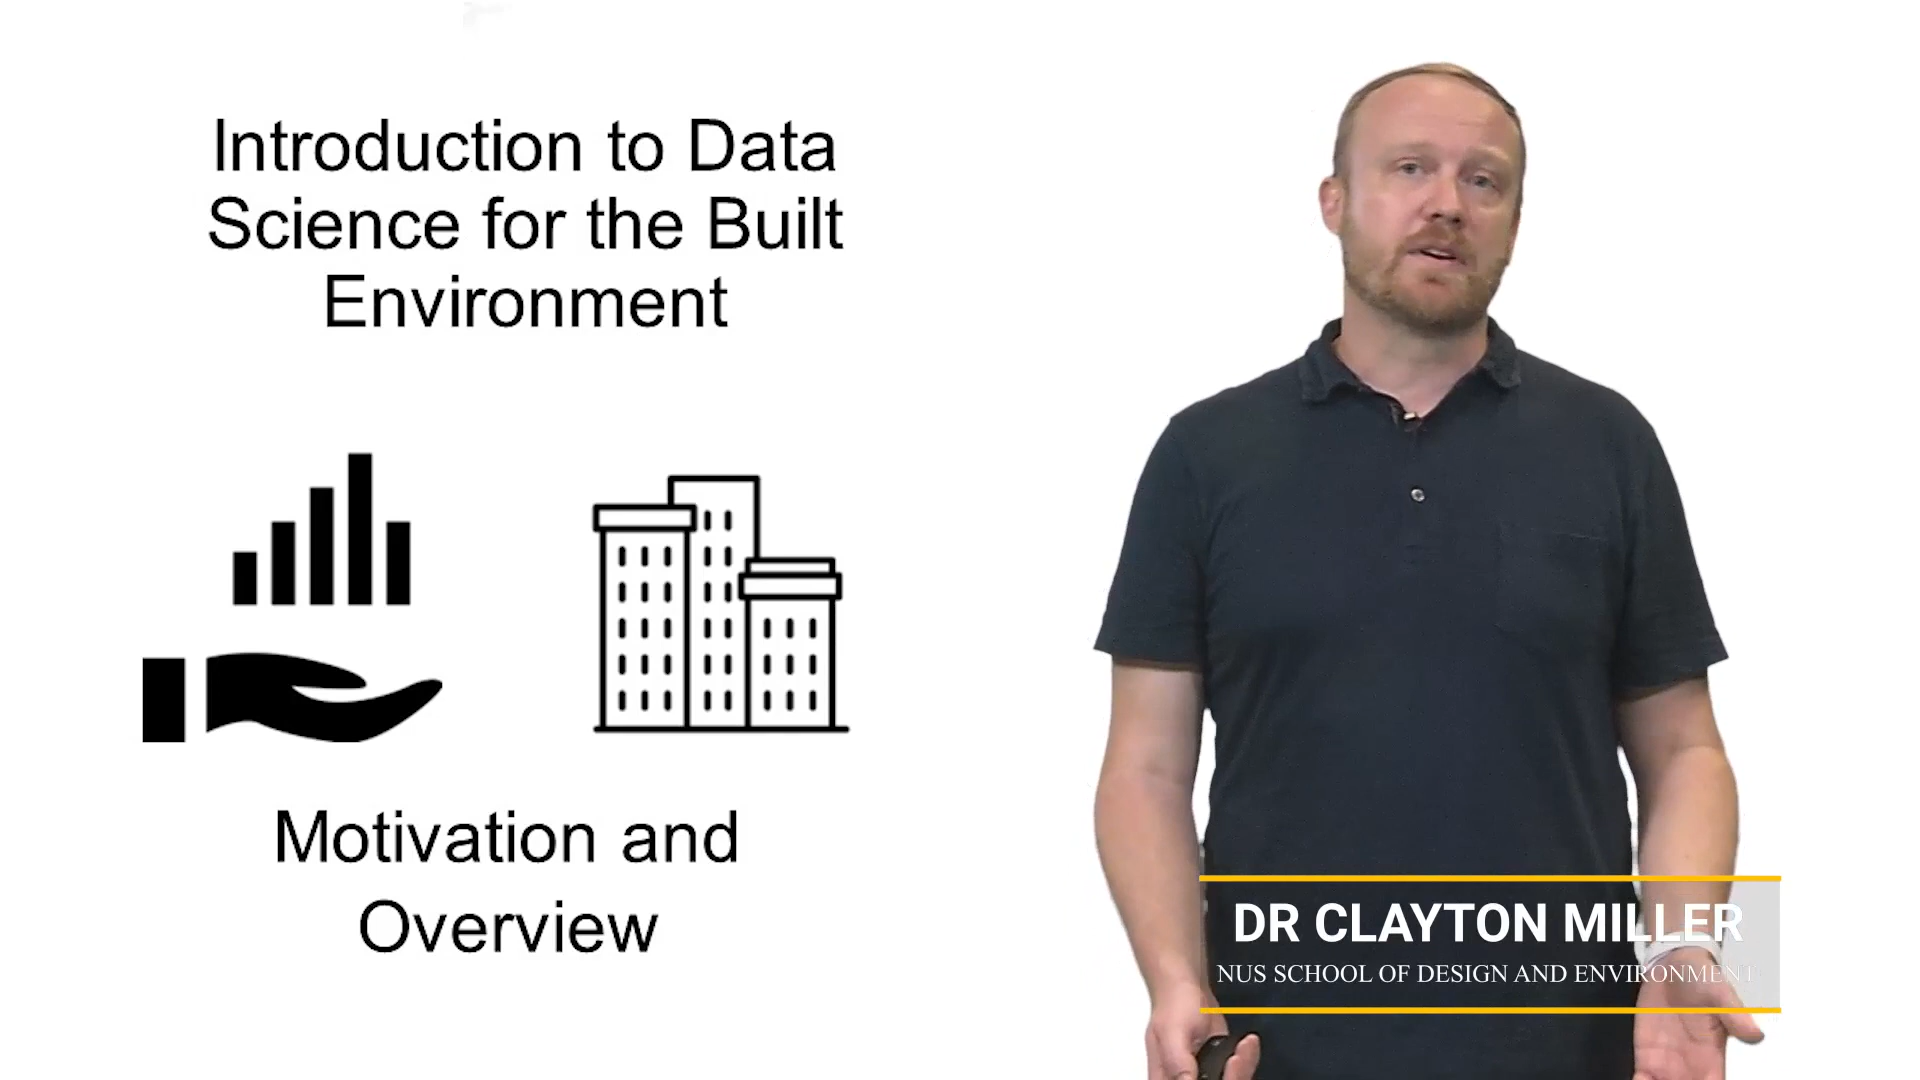 Introduction to Data
Science for the Built
Environment
Motivation and
Overview
DR CLAYTON MILLER
NUS SCHOOL OF DESIGN AND ENVIRONMENT